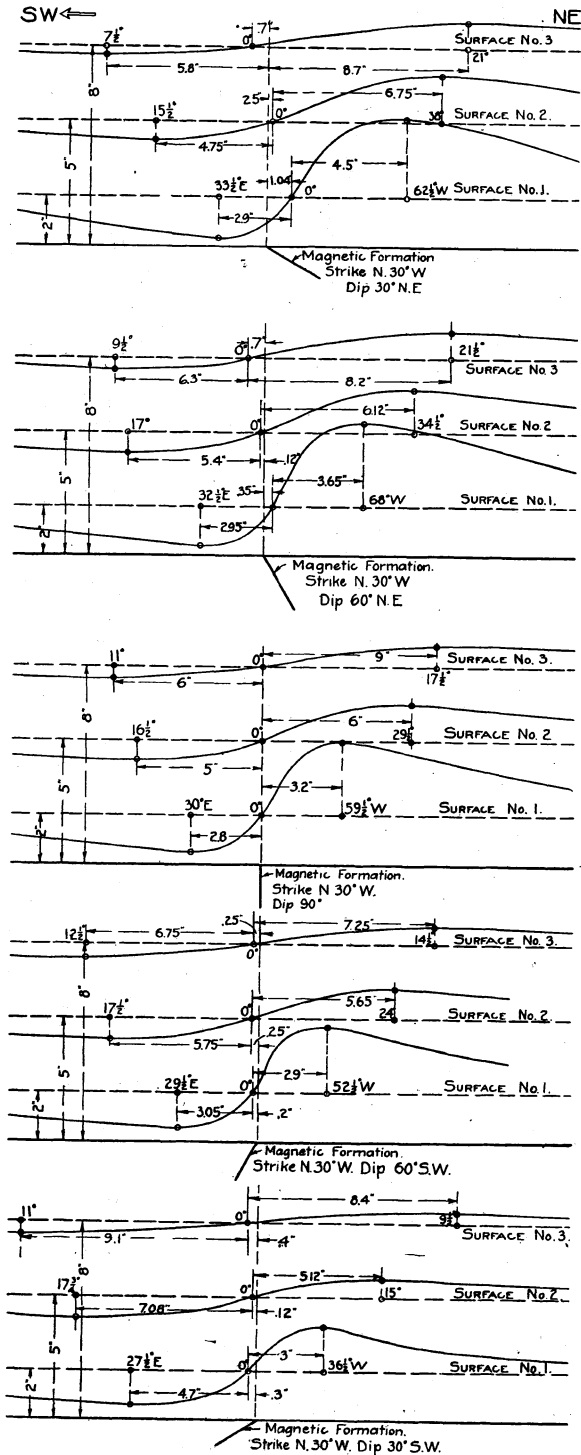 SW NE
.7"
7½° 0° SURFACE NO. 3
21°
5.8" 8.7"
8"
6.75"
.25"
15½° 0° 38° SURFACE NO. 2.
4.75"
5"
4.5"
1.04"
33½°E 0° 62½°W SURFACE NO. 1.
2.9"
2"
Magnetic Formation
Strike N. 30° W
Dip 30° N.E
.7"
9½° 0° 21½°
SURFACE NO. 3
6.3" 8.2"
8"
6.12"
17° 0° 34½° SURFACE NO. 2
5.4" .12"
5"
3.65"
.35"
32½°E 68°W SURFACE NO. 1.
2.95"
2"
Magnetic Formation.
Strike N. 30° W
Dip 60° N.E
11° 0° 9" SURFACE NO. 3.
17½°
6"
8"
6"
16½° 0° 29½° SURFACE NO. 2
5"
5"
3.2"
30°E 0° 59½°W SURFACE NO. 1.
2.8
2"
Magnetic Formation.
Strike N 30° W.
Dip 90°
12½° 6.75" .25" 7.25"
0° 14½° SURFACE NO. 3.
8"
5.65"
17½° 0° 24 SURFACE NO. 2
5.75" .25"
5"
2.9"
29½°E 0° 52½°W SURFACE NO. 1.
3.05" .2"
2"
Magnetic Formation.
Strike N. 30° W. Dip 60° S.W.
8.4"
11° 0° 9½°
SURFACE NO. 3.
9.1" .4"
8"
5.12"
17¾° 0° 15° SURFACE NO. 2
7.08" .12"
5"
.3"
27½°E 0° 36½°W SURFACE NO. 1.
4.7" .3"
2"
Magnetic Formation.
Strike N. 30° W. Dip 30° S.W.